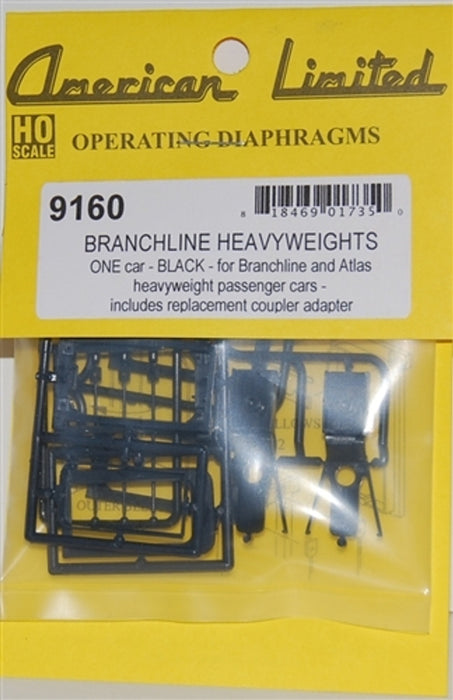 American Limited
HO
SCALE
OPERATING DIAPHRAGMS
9160
8 18469 01735 0
BRANCHLINE HEAVYWEIGHTS
ONE car - BLACK - for Branchline and Atlas
heavyweight passenger cars -
includes replacement coupler adapter
OUTER